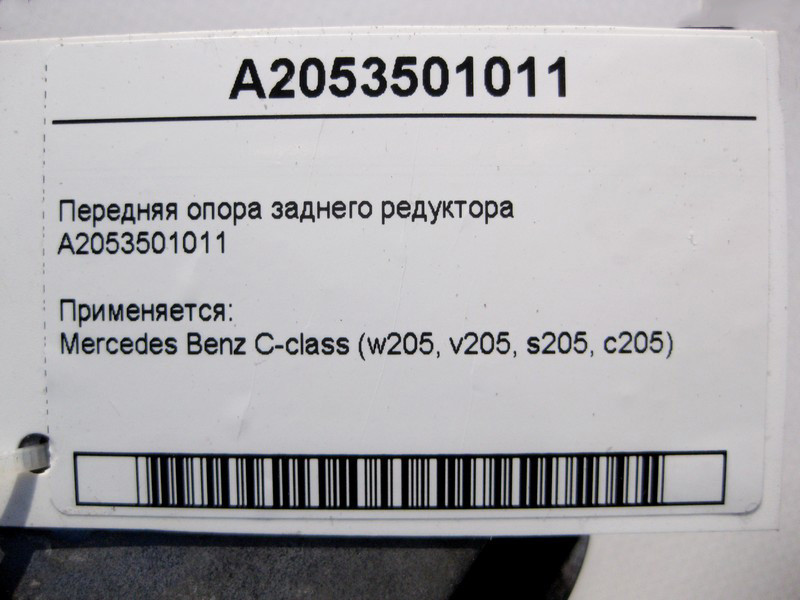 A2053501011
Передняя опора заднего редуктора
A2053501011
Применяется:
Mercedes Benz C-class (w205, v205, s205, c205)